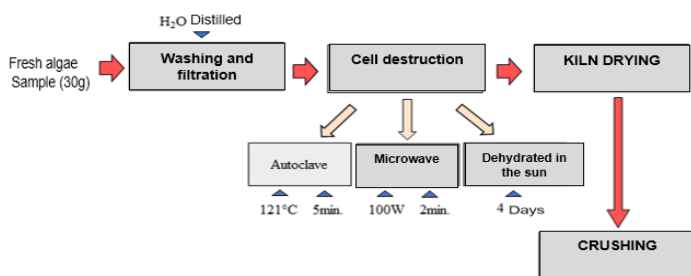 H₂O Distilled
Fresh algae
Sample (30g)
Washing and
filtration
Cell destruction
KILN DRYING
Autoclave
Microwave
Dehydrated in
the sun
121°C 5min. 100W 2min. 4 Days
CRUSHING